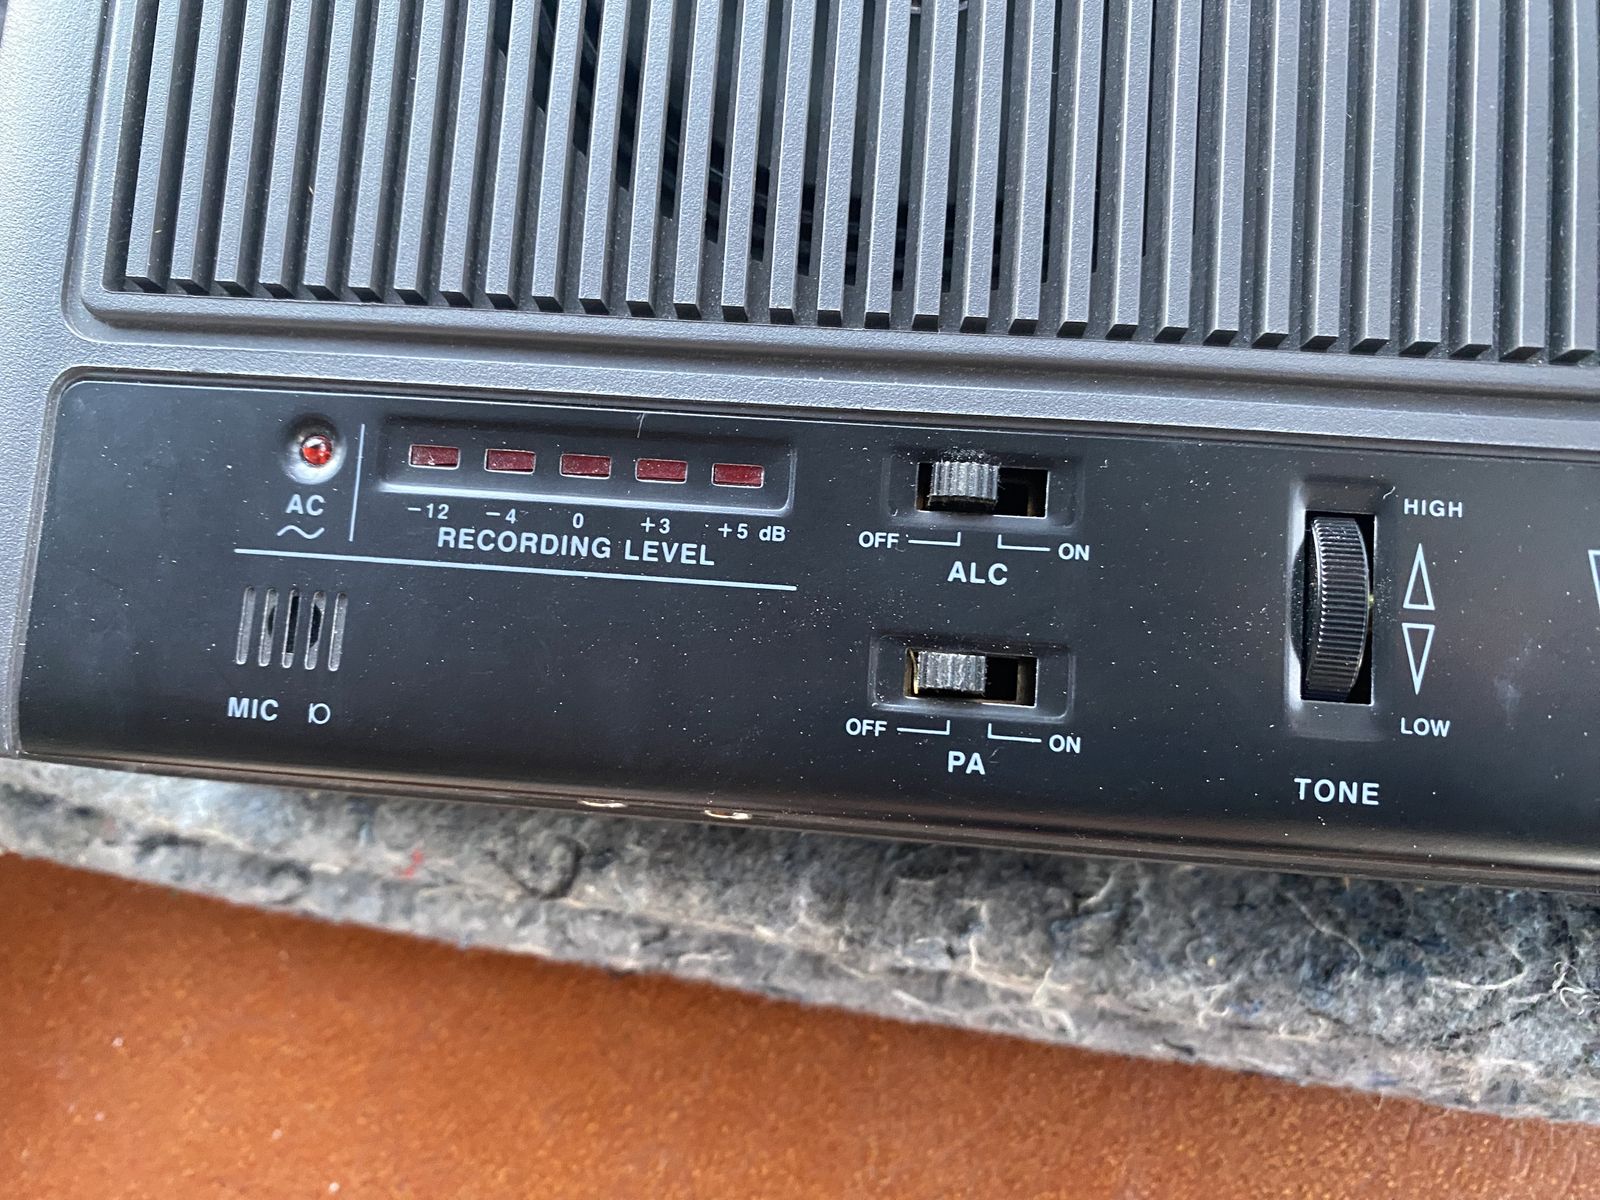 AC
−12 −4 0 +3 +5 dB
RECORDING LEVEL
MIC
OFF ON
ALC
OFF ON
PA
HIGH
LOW
TONE